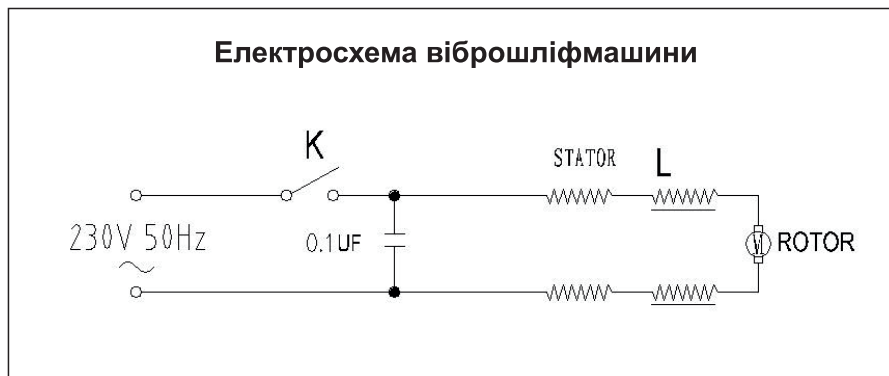 Електросхема віброшліфмашини
K
STATOR
L
230V 50Hz
0.1UF
M
ROTOR